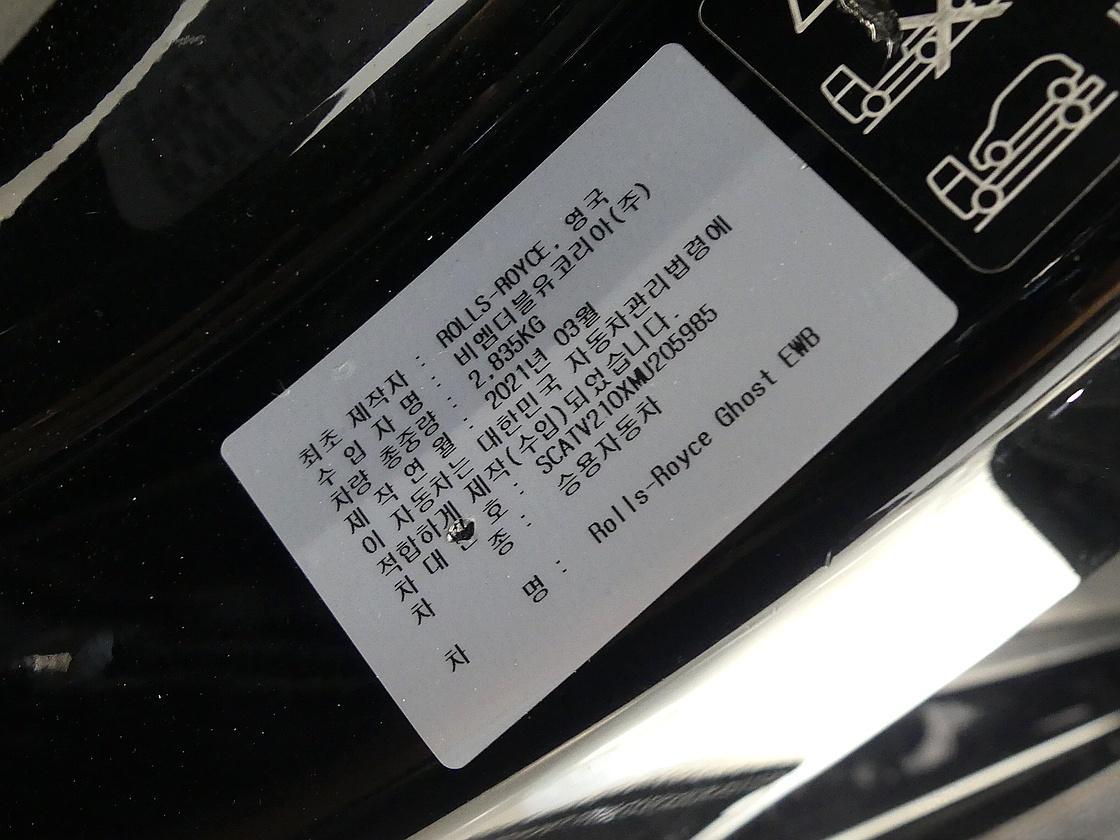 최초 제작자 : ROLLS-ROYCE, 영국
수 입 자 명 : 비엠더블유코리아(주)
차량 총중량 : 2,835KG
제 작 연 월 : 2021년 03월
이 자동차는 대한민국 자동차관리법령에
적합하게 제작(수입)되었습니다.
차 대 번 호 : SCATV210XMU205985
차 종 : 승용자동차
차 명 : Rolls-Royce Ghost EWB